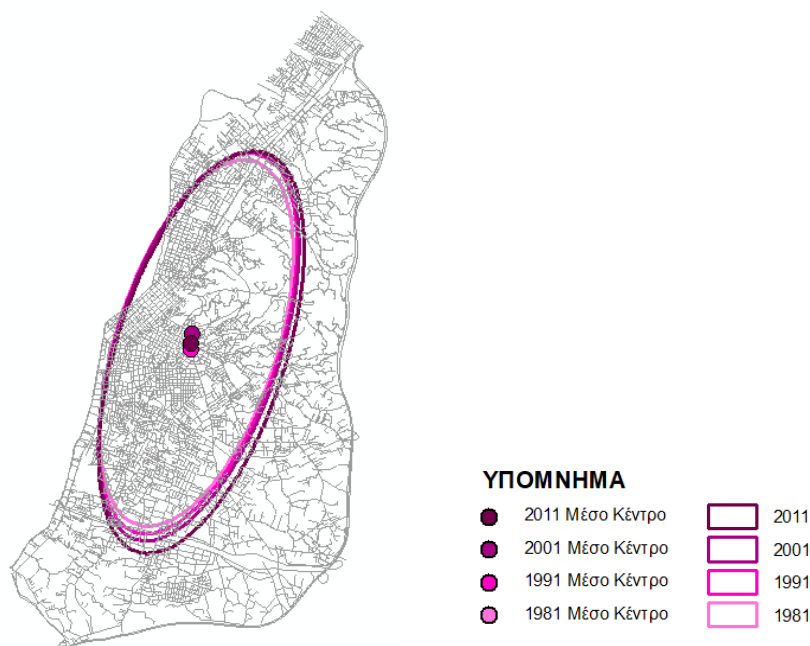 ΥΠΟΜΝΗΜΑ
2011 Μέσο Κέντρο 2011
2001 Μέσο Κέντρο 2001
1991 Μέσο Κέντρο 1991
1981 Μέσο Κέντρο 1981